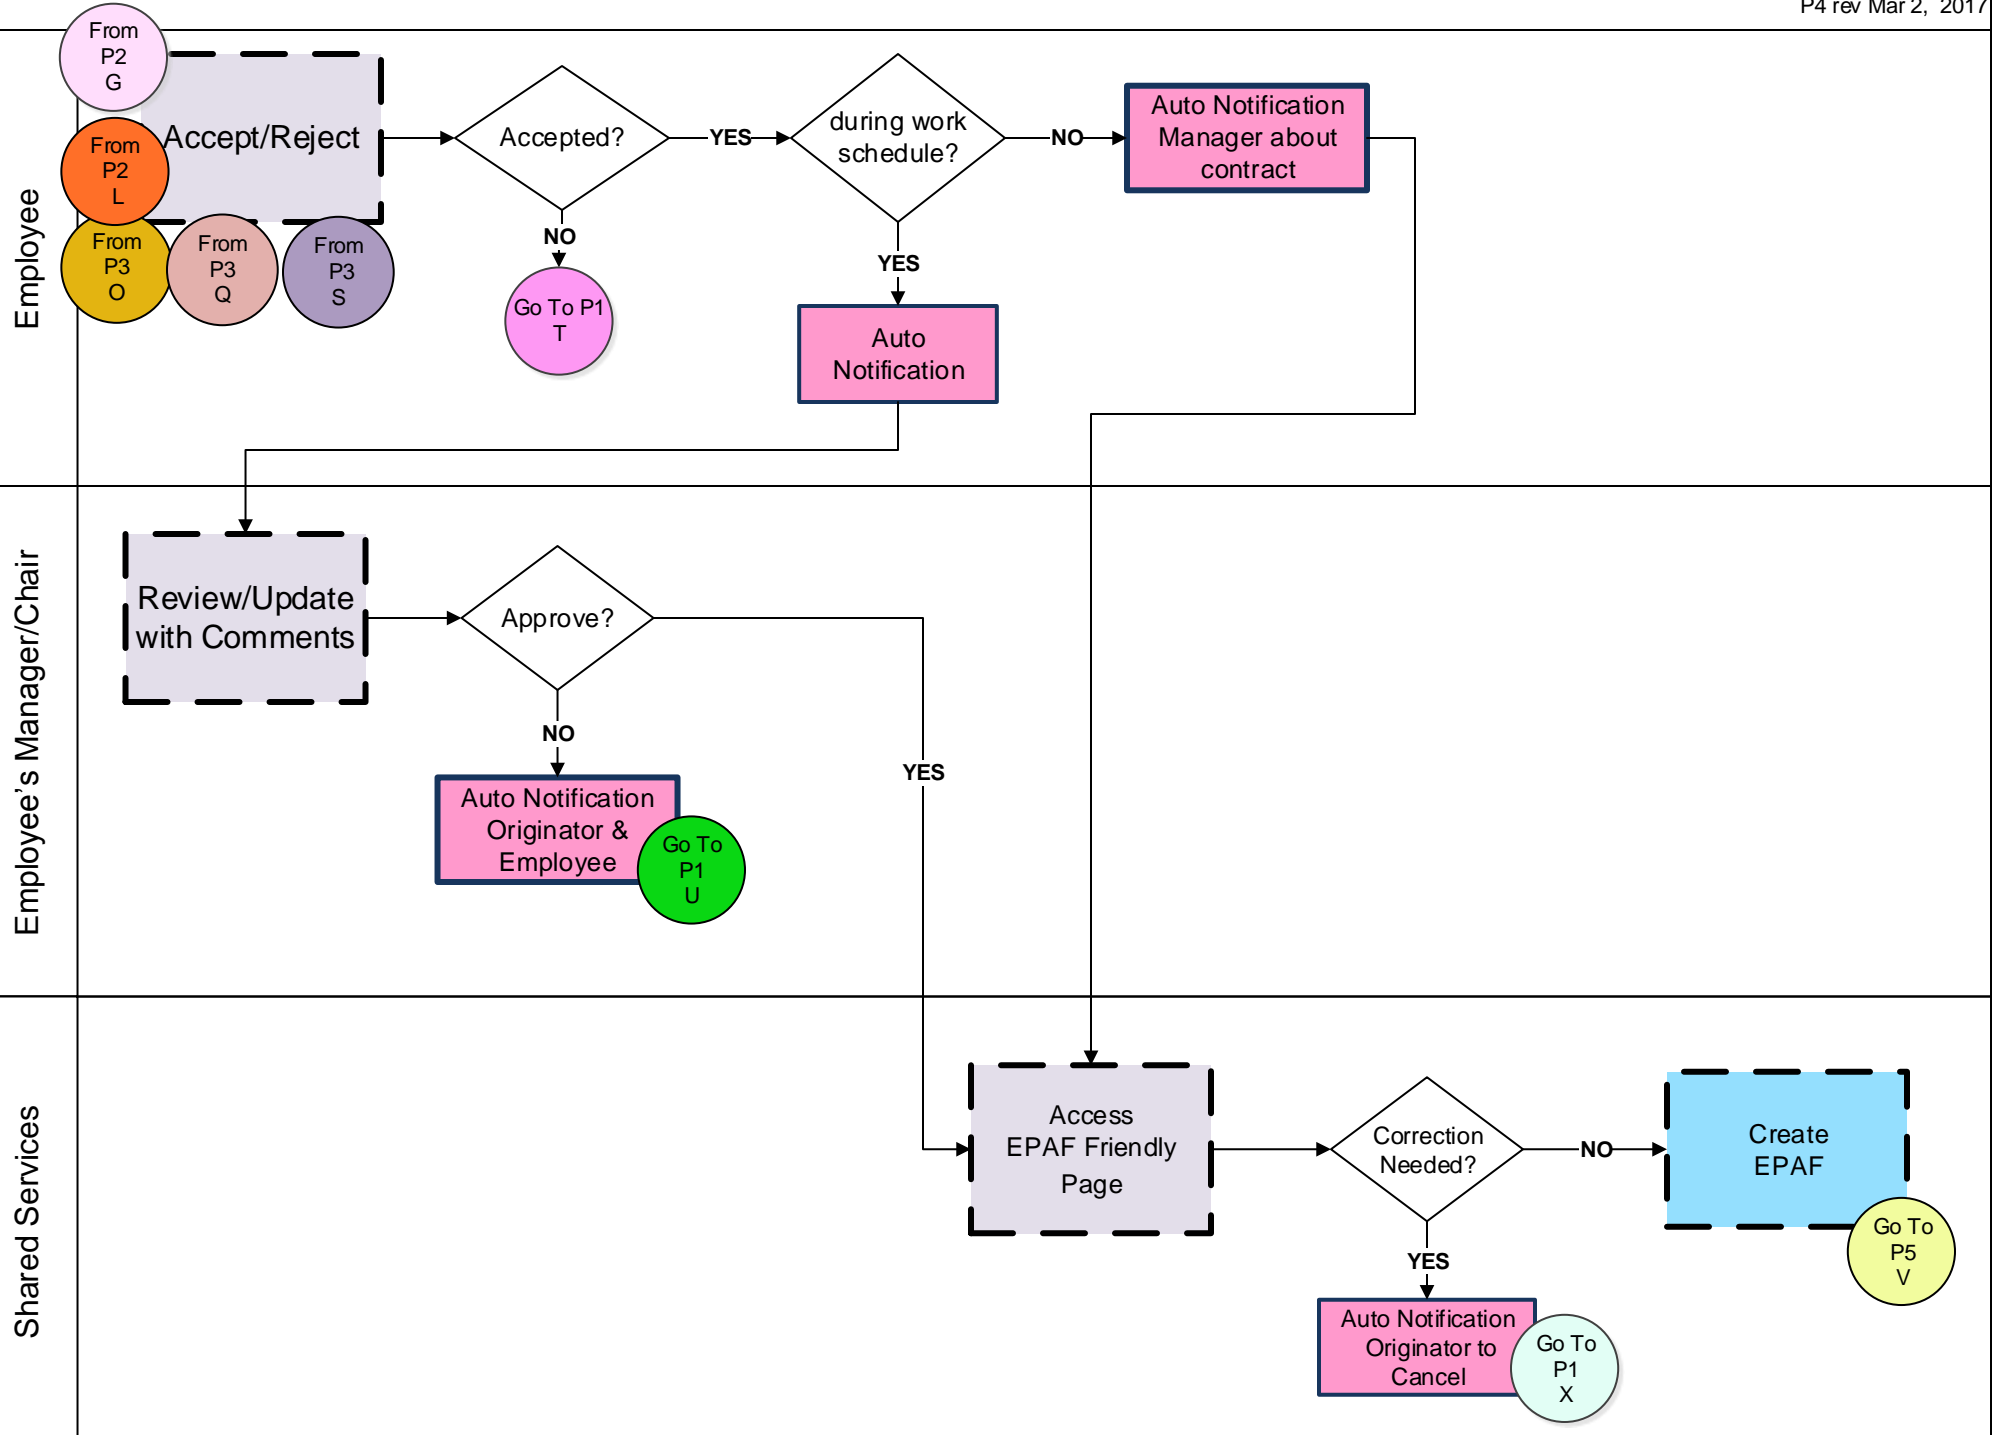 P4 rev Mar 2, 2017
Employee
From
P2
G
From
P2
L
From
P3
O
From
P3
Q
From
P3
S
Accept/Reject
Accepted?
YES
NO
Go To P1
T
during work
schedule?
NO
YES
Auto Notification
Manager about
contract
Auto
Notification
Employee's Manager/Chair
Review/Update
with Comments
Approve?
YES
NO
Auto Notification
Originator &
Employee
Go To
P1
U
Shared Services
Access
EPAF Friendly
Page
Correction
Needed?
NO
YES
Create
EPAF
Go To
P5
V
Auto Notification
Originator to
Cancel
Go To
P1
X